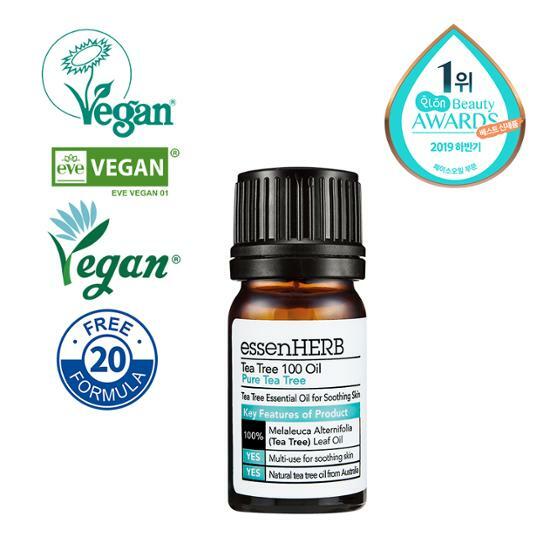 Vegan®
eve VEGAN®
EVE VEGAN 01
Vegan®
FREE
20
FORMULA
1위
언니의 Beauty
AWARDS
베스트 신제품
2019 하반기
페이스오일 부문
essenHERB
Tea Tree 100 Oil
Pure Tea Tree
Tea Tree Essential Oil for Soothing Skin
Key Features of Product
100% Melaleuca Alternifolia
(Tea Tree) Leaf Oil
YES Multi-use for soothing skin
YES Natural tea tree oil from Australia